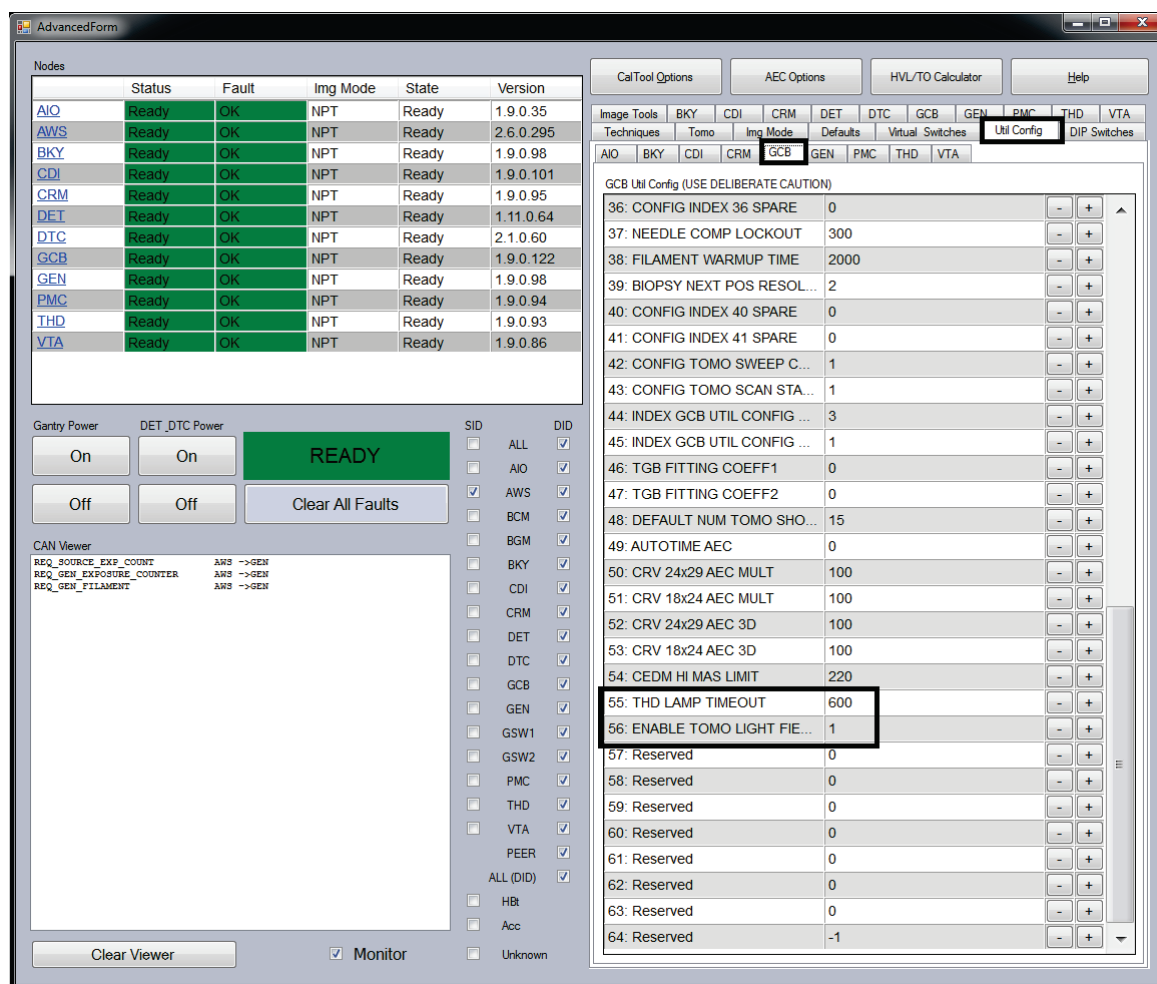 AdvancedForm
Nodes
Status Fault Img Mode State Version
AIO Ready OK NPT Ready 1.9.0.35
AWS Ready OK NPT Ready 2.6.0.295
BKY Ready OK NPT Ready 1.9.0.98
CDI Ready OK NPT Ready 1.9.0.101
CRM Ready OK NPT Ready 1.9.0.95
DET Ready OK NPT Ready 1.11.0.64
DTC Ready OK NPT Ready 2.1.0.60
GCB Ready OK NPT Ready 1.9.0.122
GEN Ready OK NPT Ready 1.9.0.98
PMC Ready OK NPT Ready 1.9.0.94
THD Ready OK NPT Ready 1.9.0.93
VTA Ready OK NPT Ready 1.9.0.86
Gantry Power DET_DTC Power
On On READY
Off Off Clear All Faults
CAN Viewer
REQ_SOURCE_EXP_COUNT AWS ->GEN
REQ_GEN_EXPOSURE_COUNTER AWS ->GEN
REQ_GEN_FILAMENT AWS ->GEN
Clear Viewer Monitor
SID DID
ALL
AIO
AWS
BCM
BGM
BKY
CDI
CRM
DET
DTC
GCB
GEN
GSW1
GSW2
PMC
THD
VTA
PEER
ALL (DID)
HBt
Acc
Unknown
CalTool Options AEC Options HVL/TO Calculator Help
Image Tools BKY CDI CRM DET DTC GCB GEN PMC THD VTA
Techniques Tomo Img Mode Defaults Virtual Switches Util Config DIP Switches
AIO BKY CDI CRM GCB GEN PMC THD VTA
GCB Util Config (USE DELIBERATE CAUTION)
36: CONFIG INDEX 36 SPARE 0 - +
37: NEEDLE COMP LOCKOUT 300 - +
38: FILAMENT WARMUP TIME 2000 - +
39: BIOPSY NEXT POS RESOL... 2 - +
40: CONFIG INDEX 40 SPARE 0 - +
41: CONFIG INDEX 41 SPARE 0 - +
42: CONFIG TOMO SWEEP C... 1 - +
43: CONFIG TOMO SCAN STA... 1 - +
44: INDEX GCB UTIL CONFIG ... 3 - +
45: INDEX GCB UTIL CONFIG ... 1 - +
46: TGB FITTING COEFF1 0 - +
47: TGB FITTING COEFF2 0 - +
48: DEFAULT NUM TOMO SHO... 15 - +
49: AUTOTIME AEC 0 - +
50: CRV 24x29 AEC MULT 100 - +
51: CRV 18x24 AEC MULT 100 - +
52: CRV 24x29 AEC 3D 100 - +
53: CRV 18x24 AEC 3D 100 - +
54: CEDM HI MAS LIMIT 220 - +
55: THD LAMP TIMEOUT 600 - +
56: ENABLE TOMO LIGHT FIE... 1 - +
57: Reserved 0 - +
58: Reserved 0 - +
59: Reserved 0 - +
60: Reserved 0 - +
61: Reserved 0 - +
62: Reserved 0 - +
63: Reserved 0 - +
64: Reserved -1 - +